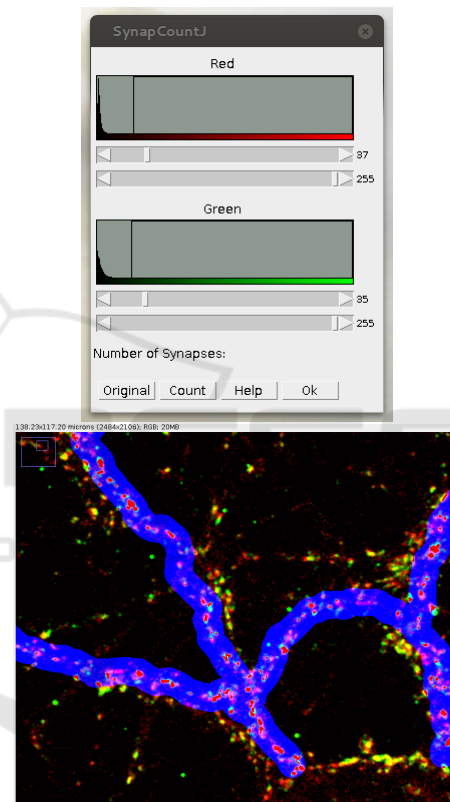 SynapCountJ
Red
37
255
Green
35
255
Number of Synapses:
Original Count Help Ok
138.23x117.20 microns (2484x2106); RGB; 20MB